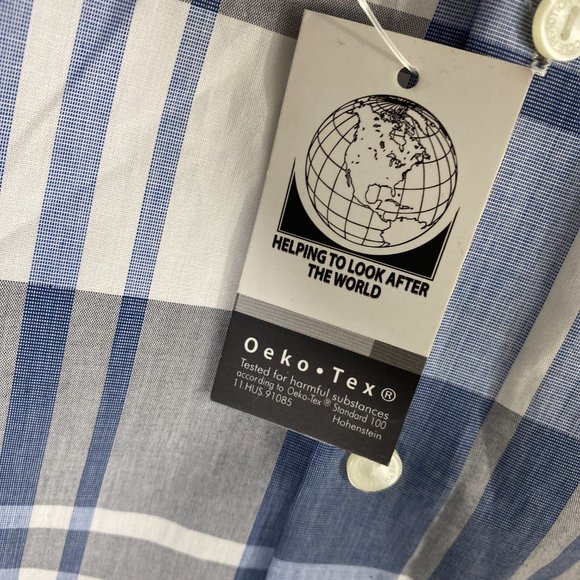 HELPING TO LOOK AFTER
THE WORLD
Oeko•Tex®
Tested for harmful substances
according to Oeko-Tex ® Standard 100
11.HUS.91085
Hohenstein